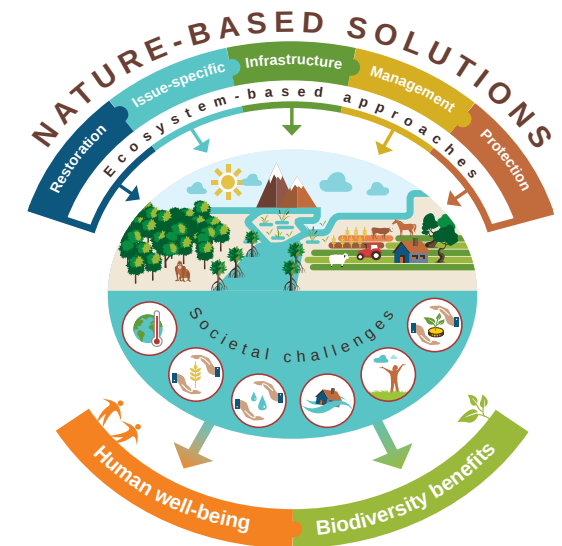 NATURE-BASED SOLUTIONS
Restoration
Issue-specific
Infrastructure
Management
Protection
Ecosystem-based approaches
Societal challenges
Human well-being
Biodiversity benefits